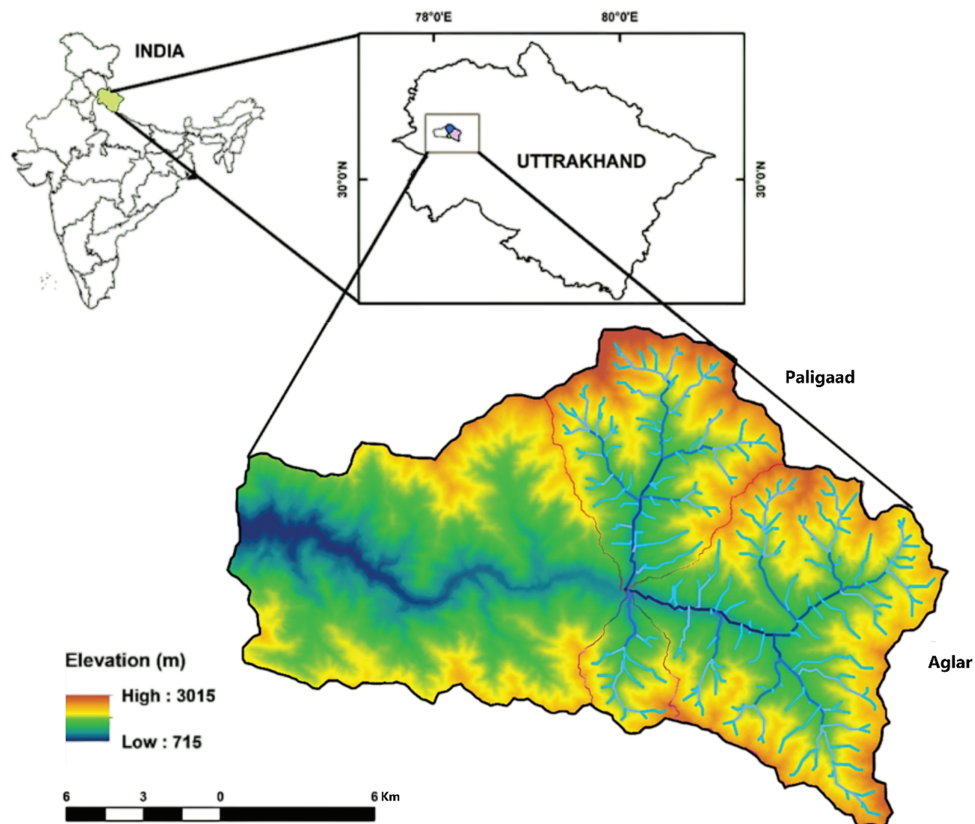 78°0'E
80°0'E
INDIA
UTTRAKHAND
30°0'N
30°0'N
Paligaad
Aglar
Elevation (m)
High : 3015
Low : 715
6
3
0
6 Km